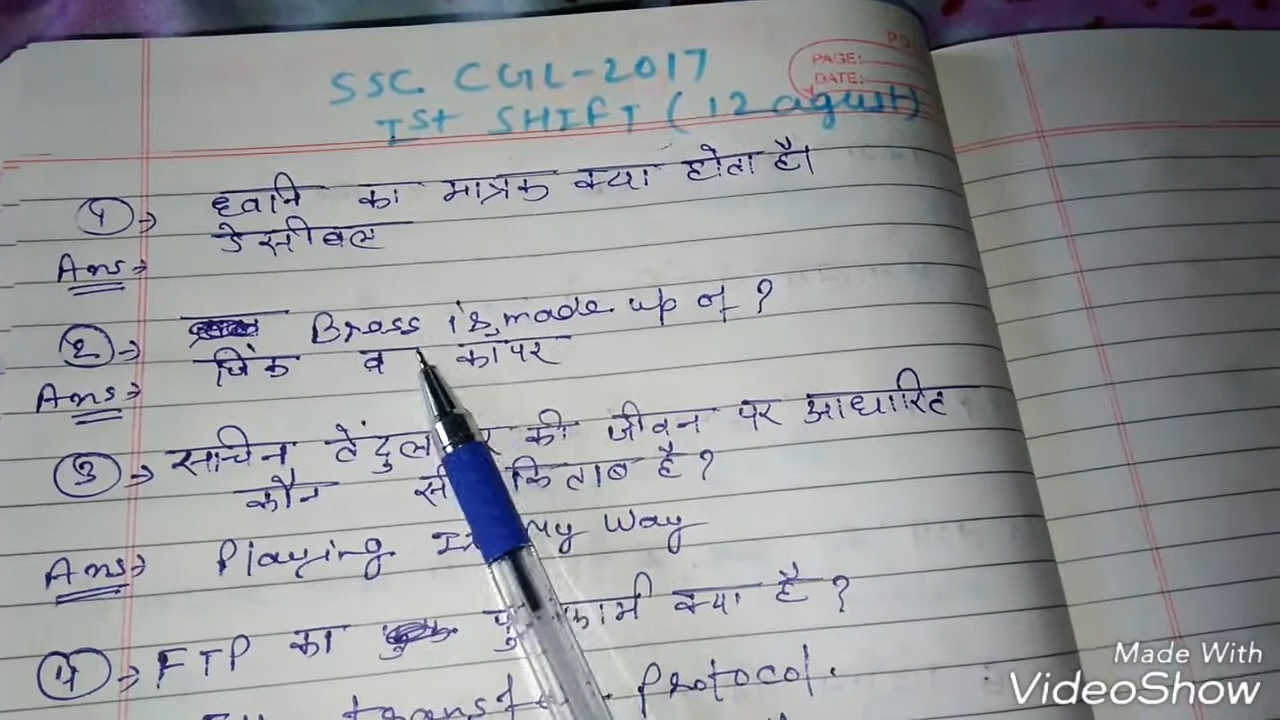 SSC CGL-2017
Ist SHIFT (12 agust)
PAGE:
DATE:
1 ध्वनि का मात्रक क्या होता है।
Ans डेसीबल
2 Brass is made up of ?
Ans जिंक व कॉपर
3 सचिन की जीवन पर आधारित
कौन किताब है ?
Ans Playing My Way
4 FTP का क्या है ?
Protocol.
Made With
VideoShow